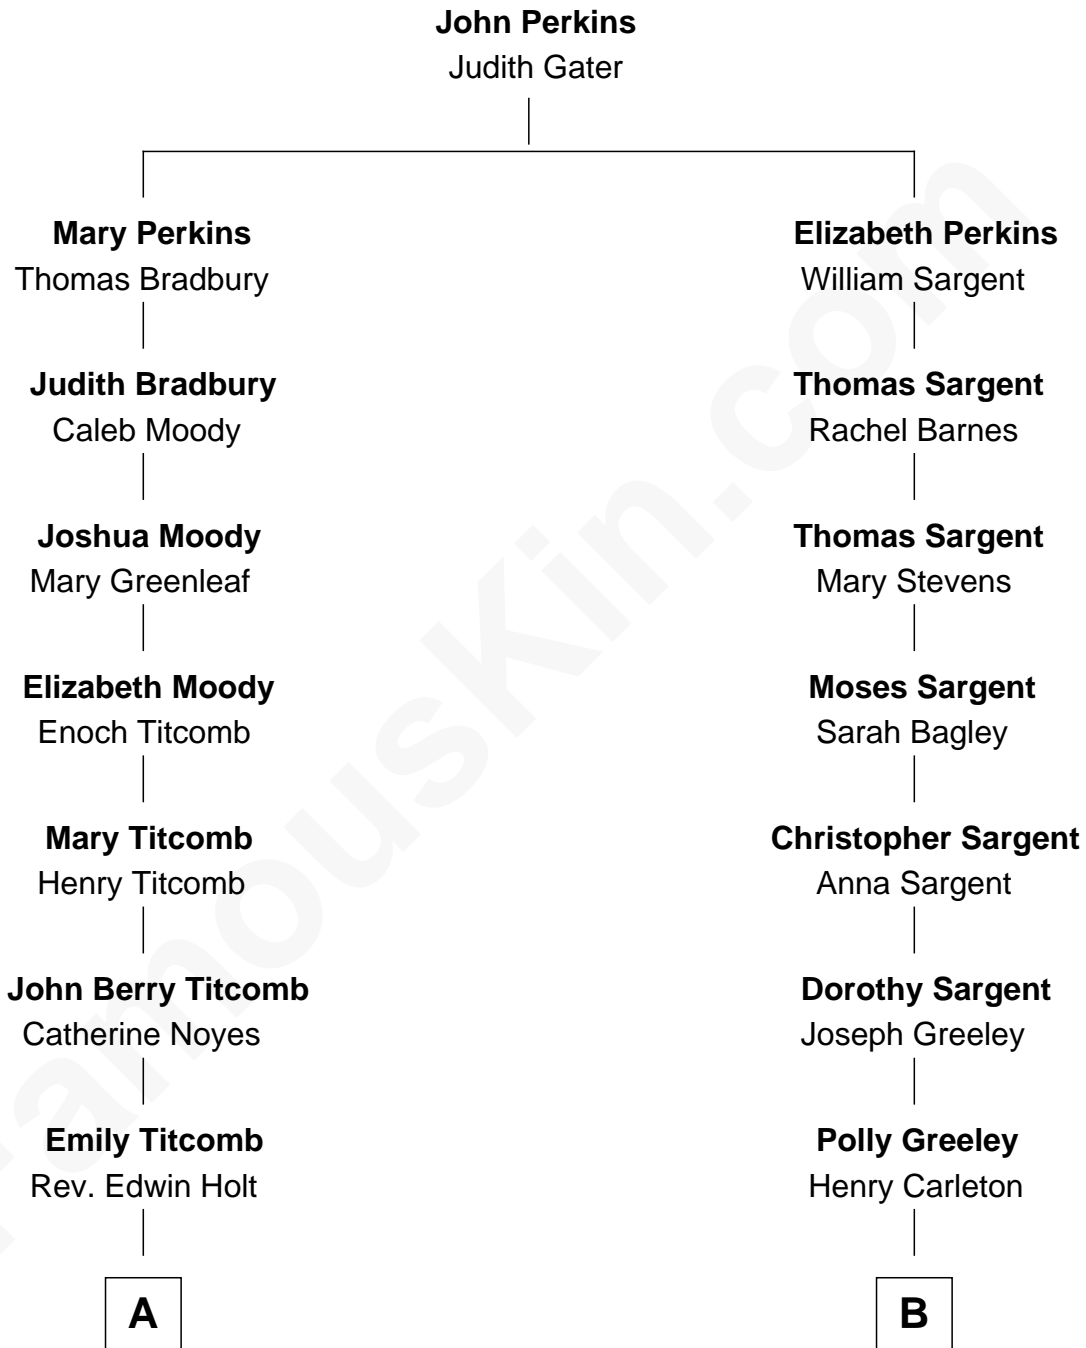 John Perkins
Judith Gater
Mary Perkins
Thomas Bradbury
Judith Bradbury
Caleb Moody
Joshua Moody
Mary Greenleaf
Elizabeth Moody
Enoch Titcomb
Mary Titcomb
Henry Titcomb
John Berry Titcomb
Catherine Noyes
Emily Titcomb
Rev. Edwin Holt
A
Elizabeth Perkins
William Sargent
Thomas Sargent
Rachel Barnes
Thomas Sargent
Mary Stevens
Moses Sargent
Sarah Bagley
Christopher Sargent
Anna Sargent
Dorothy Sargent
Joseph Greeley
Polly Greeley
Henry Carleton
B
FamousKin.com